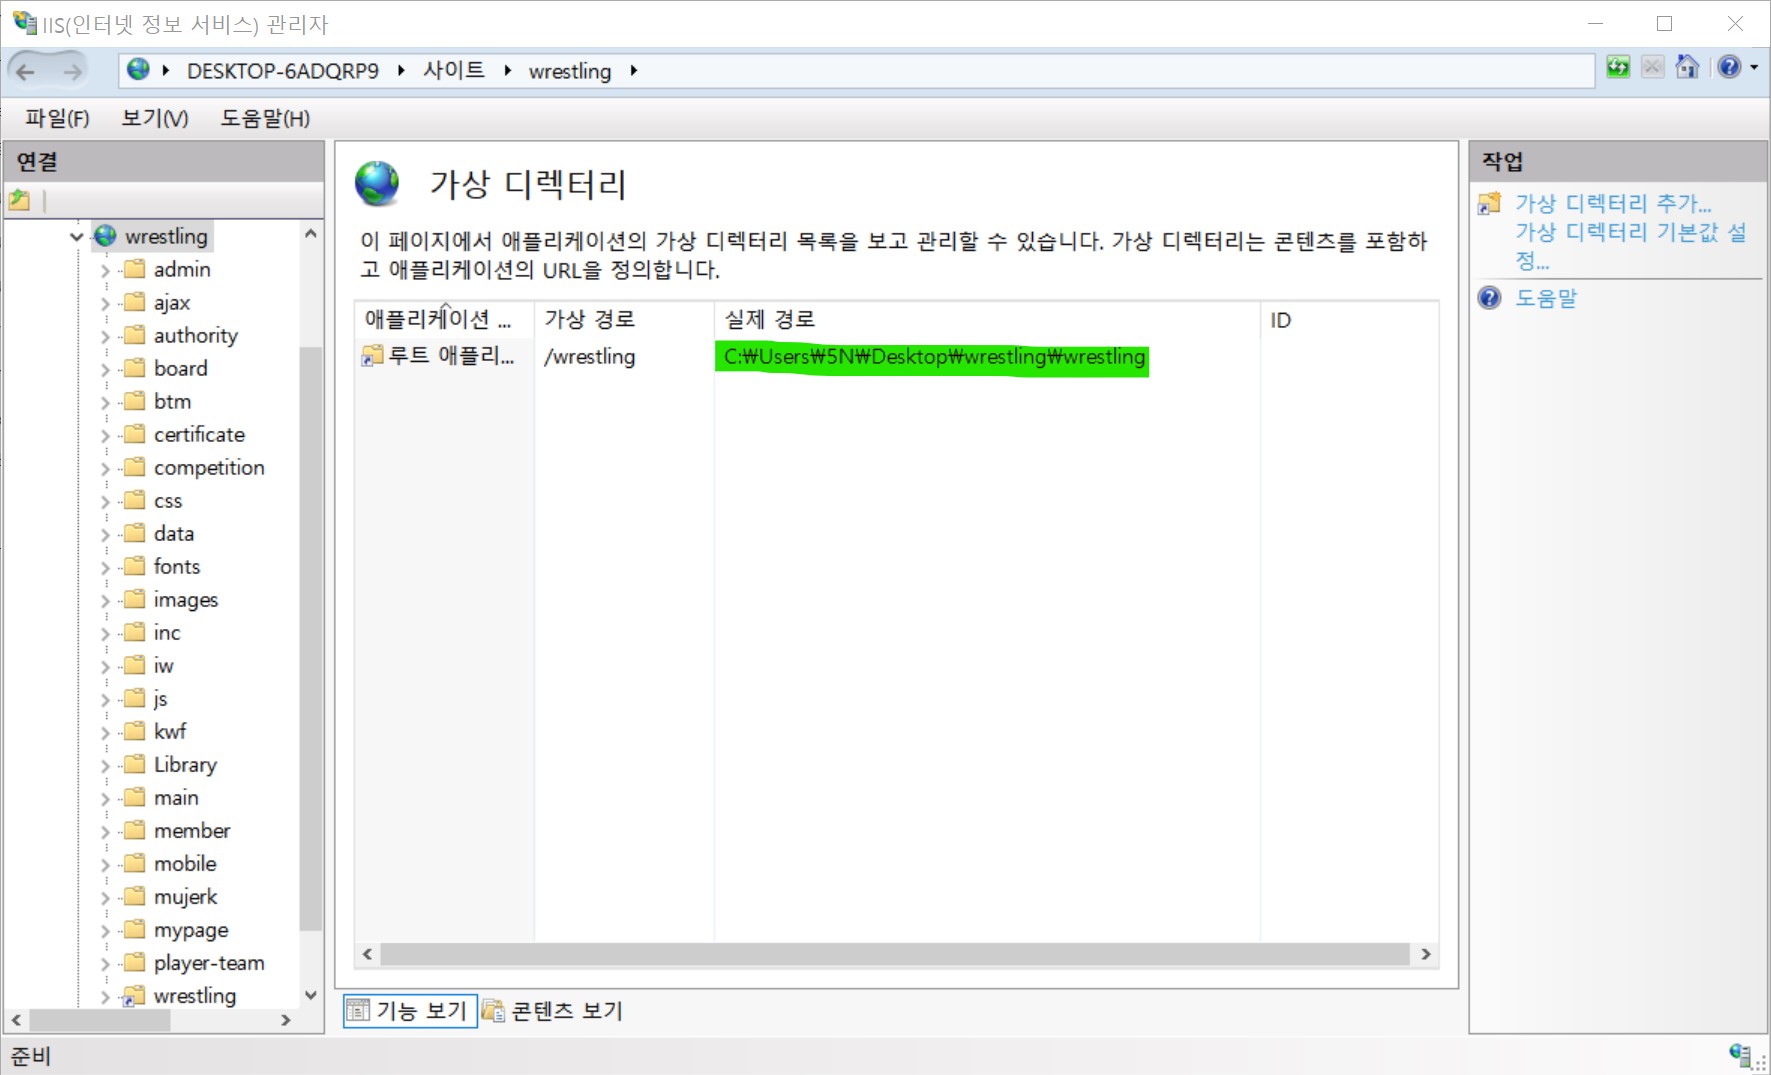 IIS(인터넷 정보 서비스) 관리자
DESKTOP-6ADQRP9 사이트 wrestling
파일(F) 보기(V) 도움말(H)
연결
wrestling
admin
ajax
authority
board
btm
certificate
competition
css
data
fonts
images
inc
iw
js
kwf
Library
main
member
mobile
mujerk
mypage
player-team
wrestling
가상 디렉터리
이 페이지에서 애플리케이션의 가상 디렉터리 목록을 보고 관리할 수 있습니다. 가상 디렉터리는 콘텐츠를 포함하
고 애플리케이션의 URL을 정의합니다.
애플리케이션 ... 가상 경로 실제 경로 ID
루트 애플리... /wrestling C:₩Users₩5N₩Desktop₩wrestling₩wrestling
기능 보기 콘텐츠 보기
작업
가상 디렉터리 추가...
가상 디렉터리 기본값 설
정...
도움말
준비